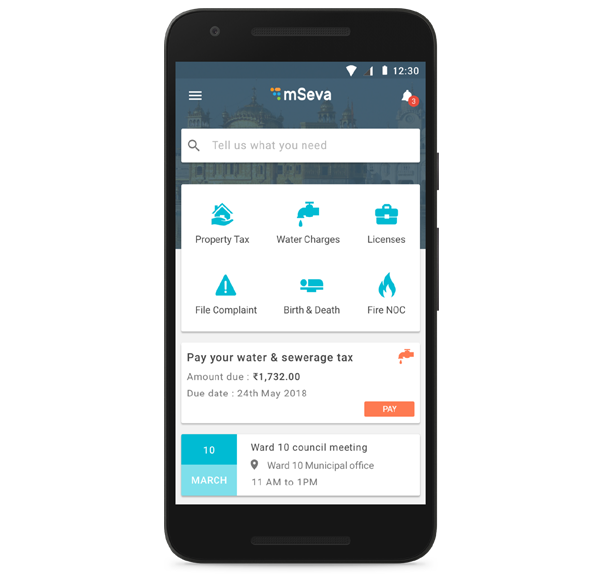 12:30
mSeva
3
Tell us what you need
Property Tax
Water Charges
Licenses
File Complaint
Birth & Death
Fire NOC
Pay your water & sewerage tax
Amount due : ₹1,732.00
Due date : 24th May 2018
PAY
10
MARCH
Ward 10 council meeting
Ward 10 Municipal office
11 AM to 1PM